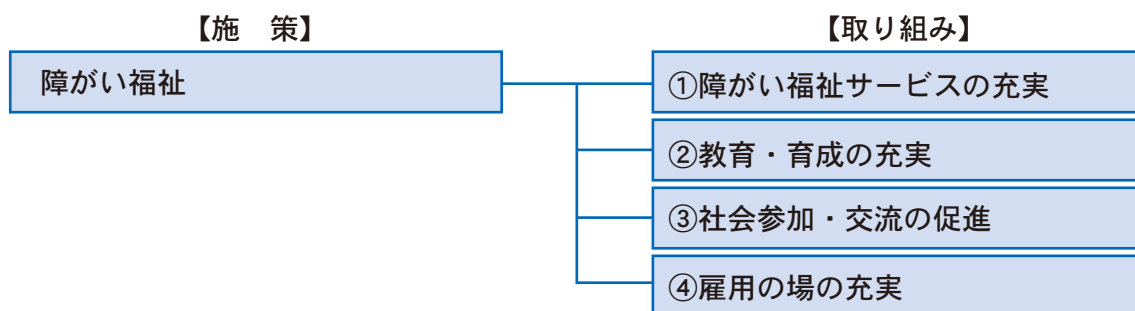 【施　策】
【取り組み】
障がい福祉
①障がい福祉サービスの充実
②教育・育成の充実
③社会参加・交流の促進
④雇用の場の充実